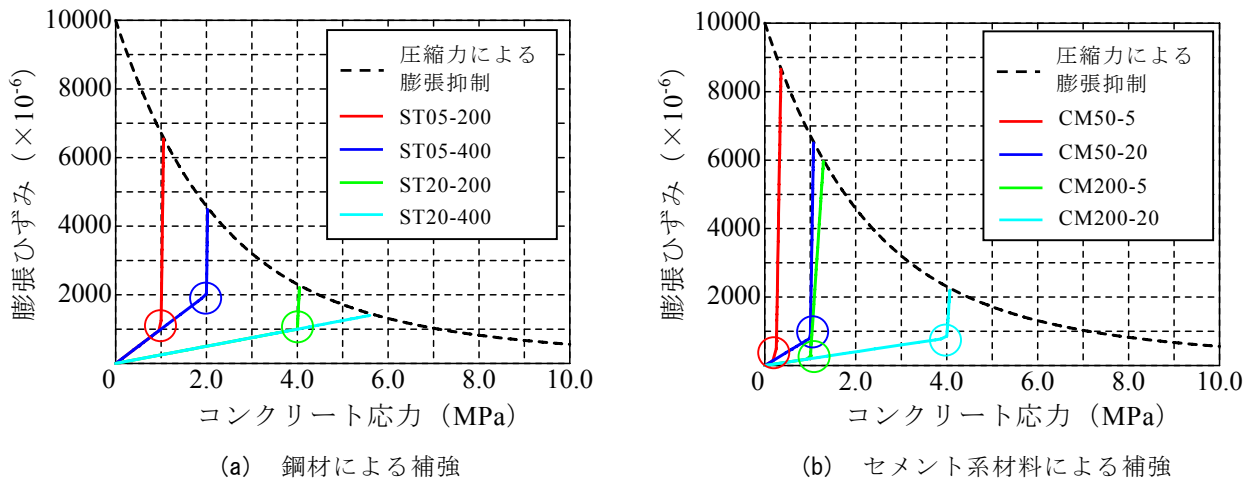 10000
8000
6000
4000
2000
0
2.0
4.0
6.0
8.0
10.0
膨張ひずみ（×10⁻⁶）
コンクリート応力（MPa）
圧縮力による
膨張抑制
ST05-200
ST05-400
ST20-200
ST20-400
(a) 鋼材による補強
10000
8000
6000
4000
2000
0
0
2.0
4.0
6.0
8.0
10.0
膨張ひずみ（×10⁻⁶）
コンクリート応力（MPa）
圧縮力による
膨張抑制
CM50-5
CM50-20
CM200-5
CM200-20
(b) セメント系材料による補強